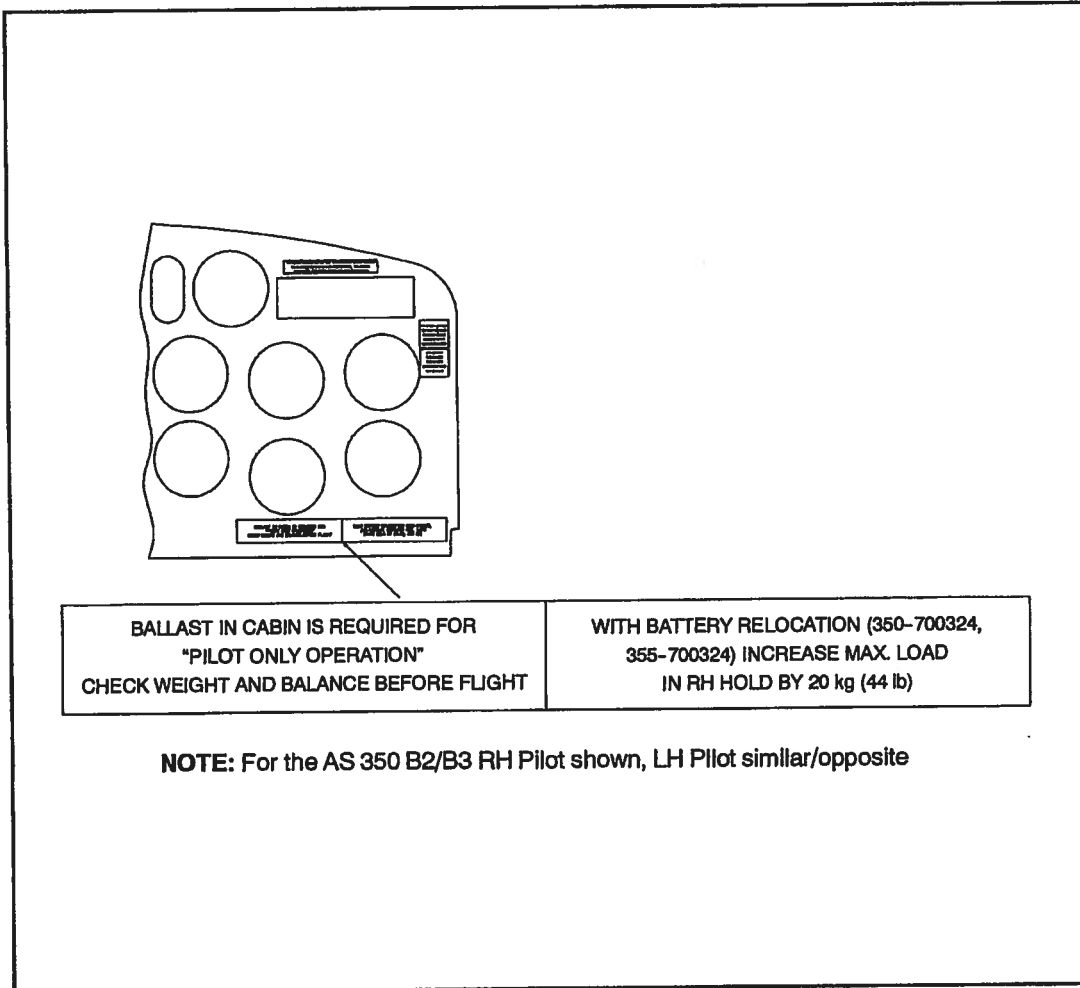 BALLAST IN CABIN IS REQUIRED FOR
"PILOT ONLY OPERATION"
CHECK WEIGHT AND BALANCE BEFORE FLIGHT
WITH BATTERY RELOCATION (350-700324,
355-700324) INCREASE MAX. LOAD
IN RH HOLD BY 20 kg (44 lb)
NOTE: For the AS 350 B2/B3 RH Pilot shown, LH Pilot similar/opposite